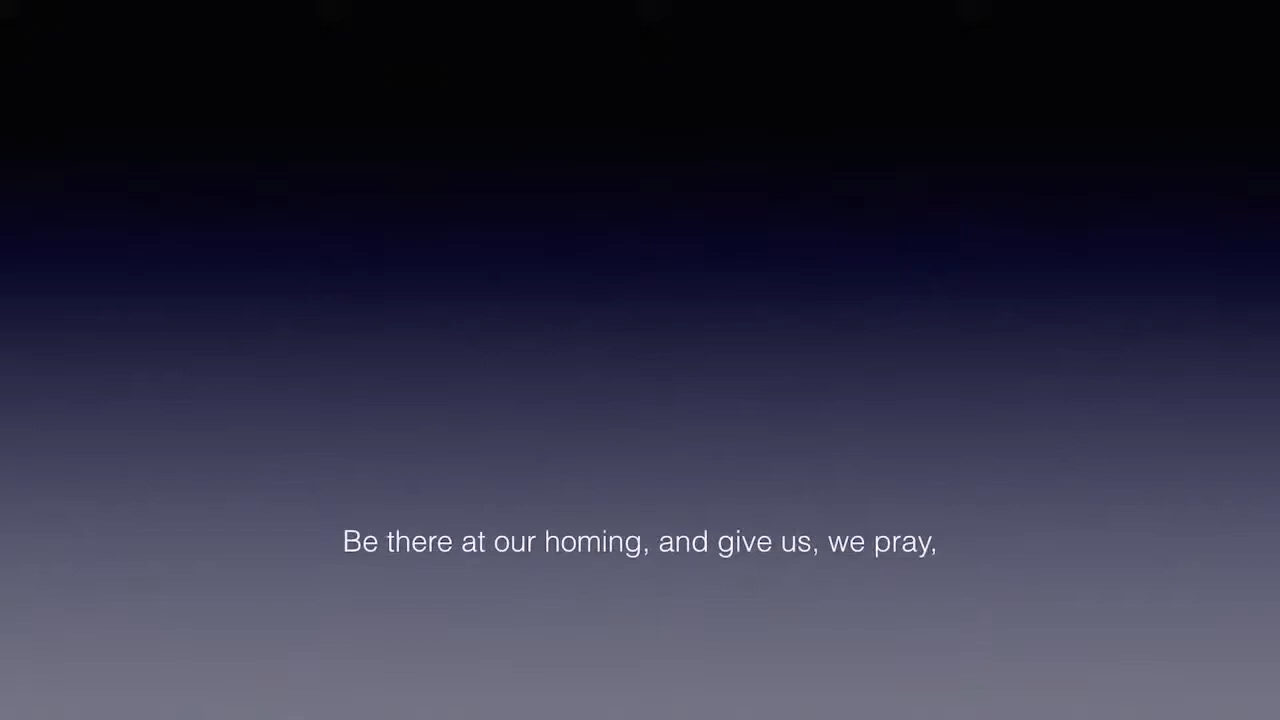 Be there at our homing, and give us, we pray,